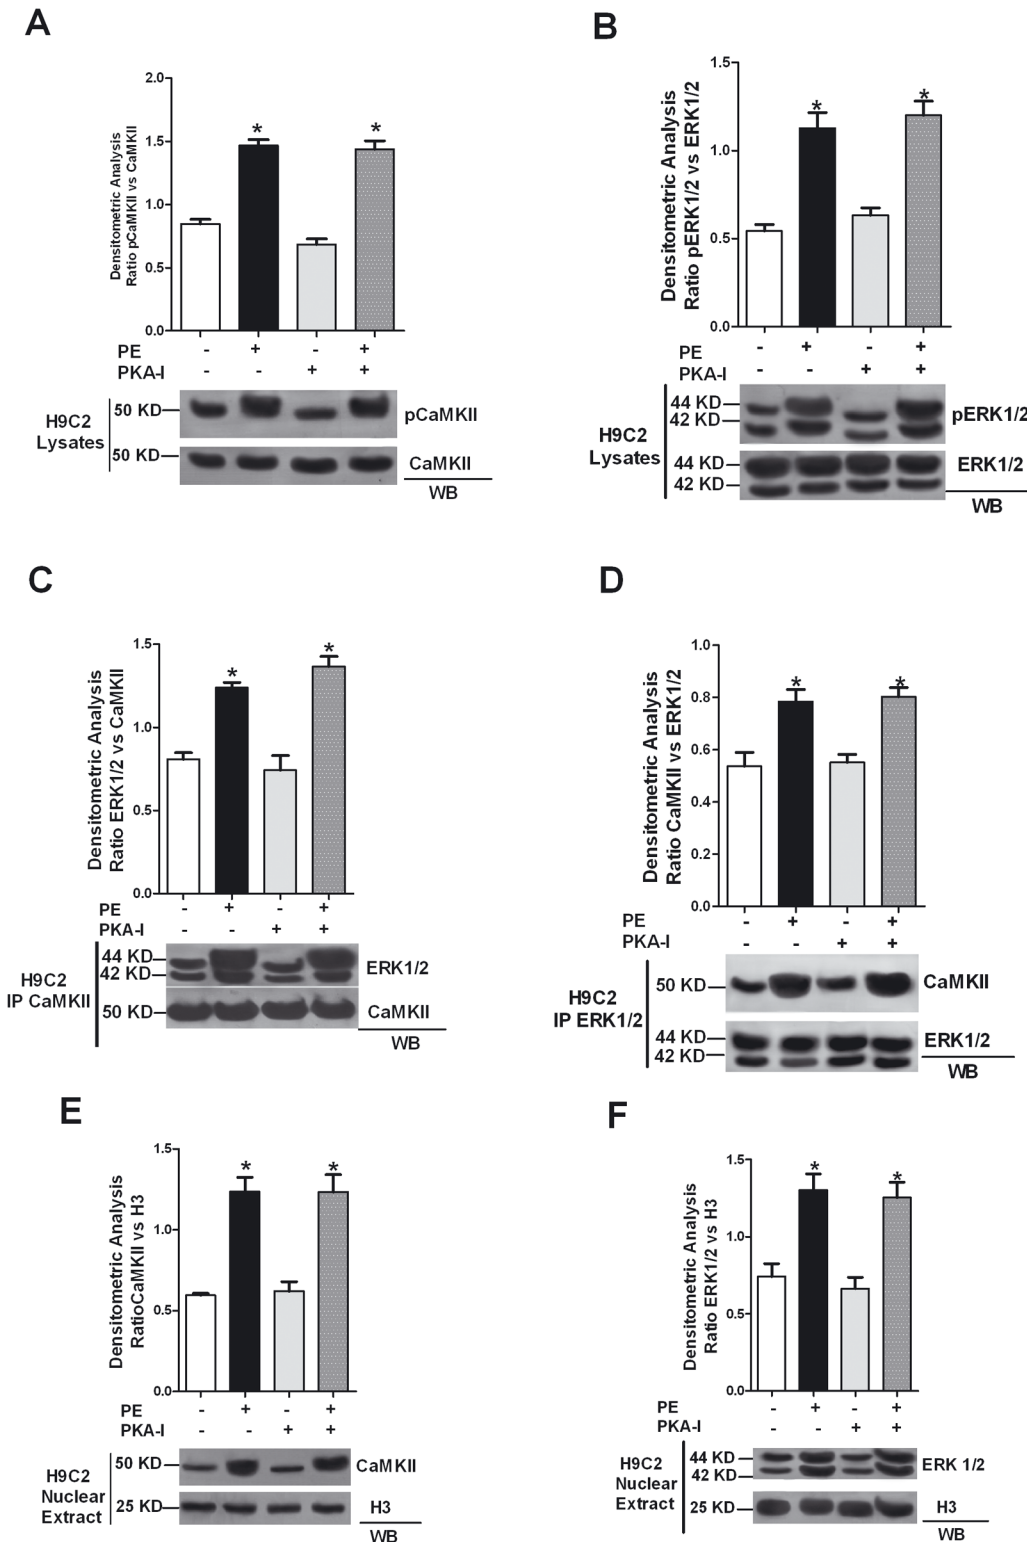 A
Densitometric Analysis
Ratio pCaMKII vs CaMKII
2.0
1.5
1.0
0.5
0.0
* *
PE - + - +
PKA-I - - + +
H9C2
Lysates
50 KD
pCaMKII
50 KD
CaMKII
WB
B
Densitometric Analysis
Ratio pERK1/2 vs ERK1/2
1.5
1.0
0.5
0.0
* *
PE - + - +
PKA-I - - + +
H9C2
Lysates
44 KD
42 KD
pERK1/2
44 KD
42 KD
ERK1/2
WB
C
Densitometric Analysis
Ratio ERK1/2 vs CaMKII
1.5
1.0
0.5
0.0
* *
PE - + - +
PKA-I - - + +
H9C2
IP CaMKII
44 KD
42 KD
ERK1/2
50 KD
CaMKII
WB
D
Densitometric Analysis
Ratio CaMKII vs ERK1/2
1.0
0.8
0.6
0.4
0.2
0.0
* *
PE - + - +
PKA-I - - + +
H9C2
IP ERK1/2
50 KD
CaMKII
44 KD
42 KD
ERK1/2
WB
E
Densitometric Analysis
RatioCaMKII vs H3
1.5
1.0
0.5
0.0
* *
PE - + - +
PKA-I - - + +
H9C2
Nuclear
Extract
50 KD
CaMKII
25 KD
H3
WB
F
Densitometric Analysis
Ratio ERK1/2 vs H3
1.5
1.0
0.5
0.0
* *
PE - + - +
PKA-I - - + +
H9C2
Nuclear
Extract
44 KD
42 KD
ERK 1/2
25 KD
H3
WB